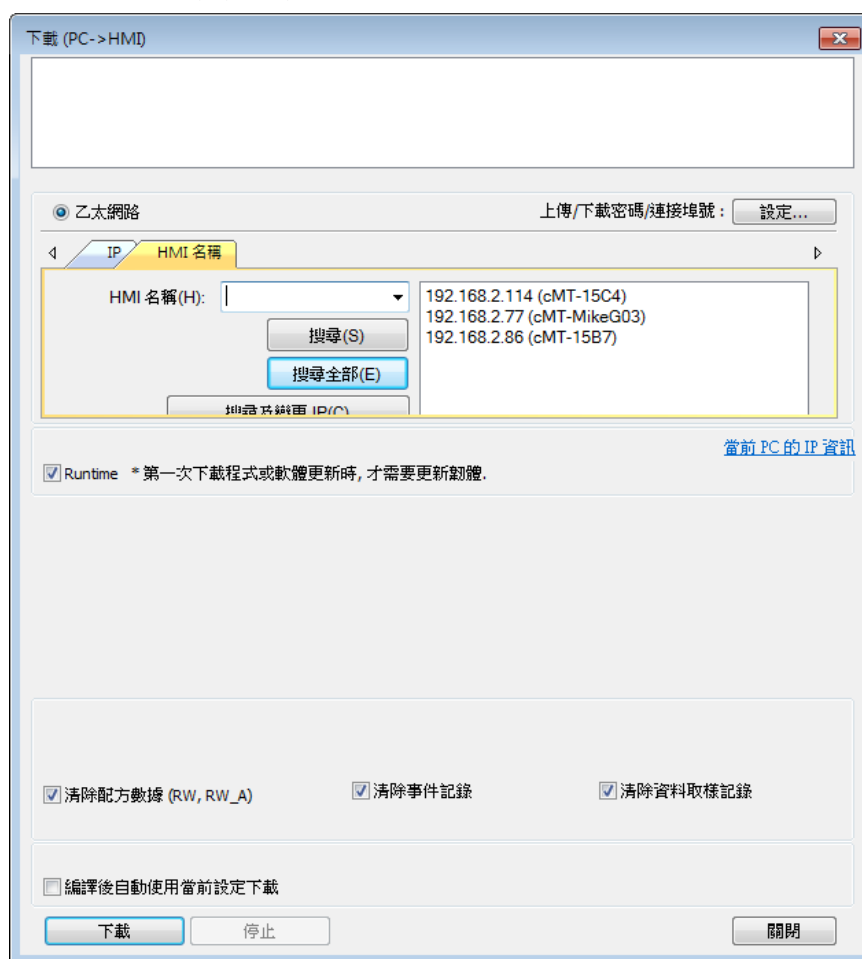 下載 (PC->HMI)
乙太網路
上傳/下載密碼/連接埠號：
設定...
IP
HMI 名稱
HMI 名稱(H):
192.168.2.114 (cMT-15C4)
192.168.2.77 (cMT-MikeG03)
192.168.2.86 (cMT-15B7)
搜尋(S)
搜尋全部(E)
搜尋及變更 IP(C)
當前 PC 的 IP 資訊
Runtime *第一次下載程式或軟體更新時, 才需要更新韌體.
清除配方數據 (RW, RW_A)
清除事件記錄
清除資料取樣記錄
編譯後自動使用當前設定下載
下載
停止
關閉